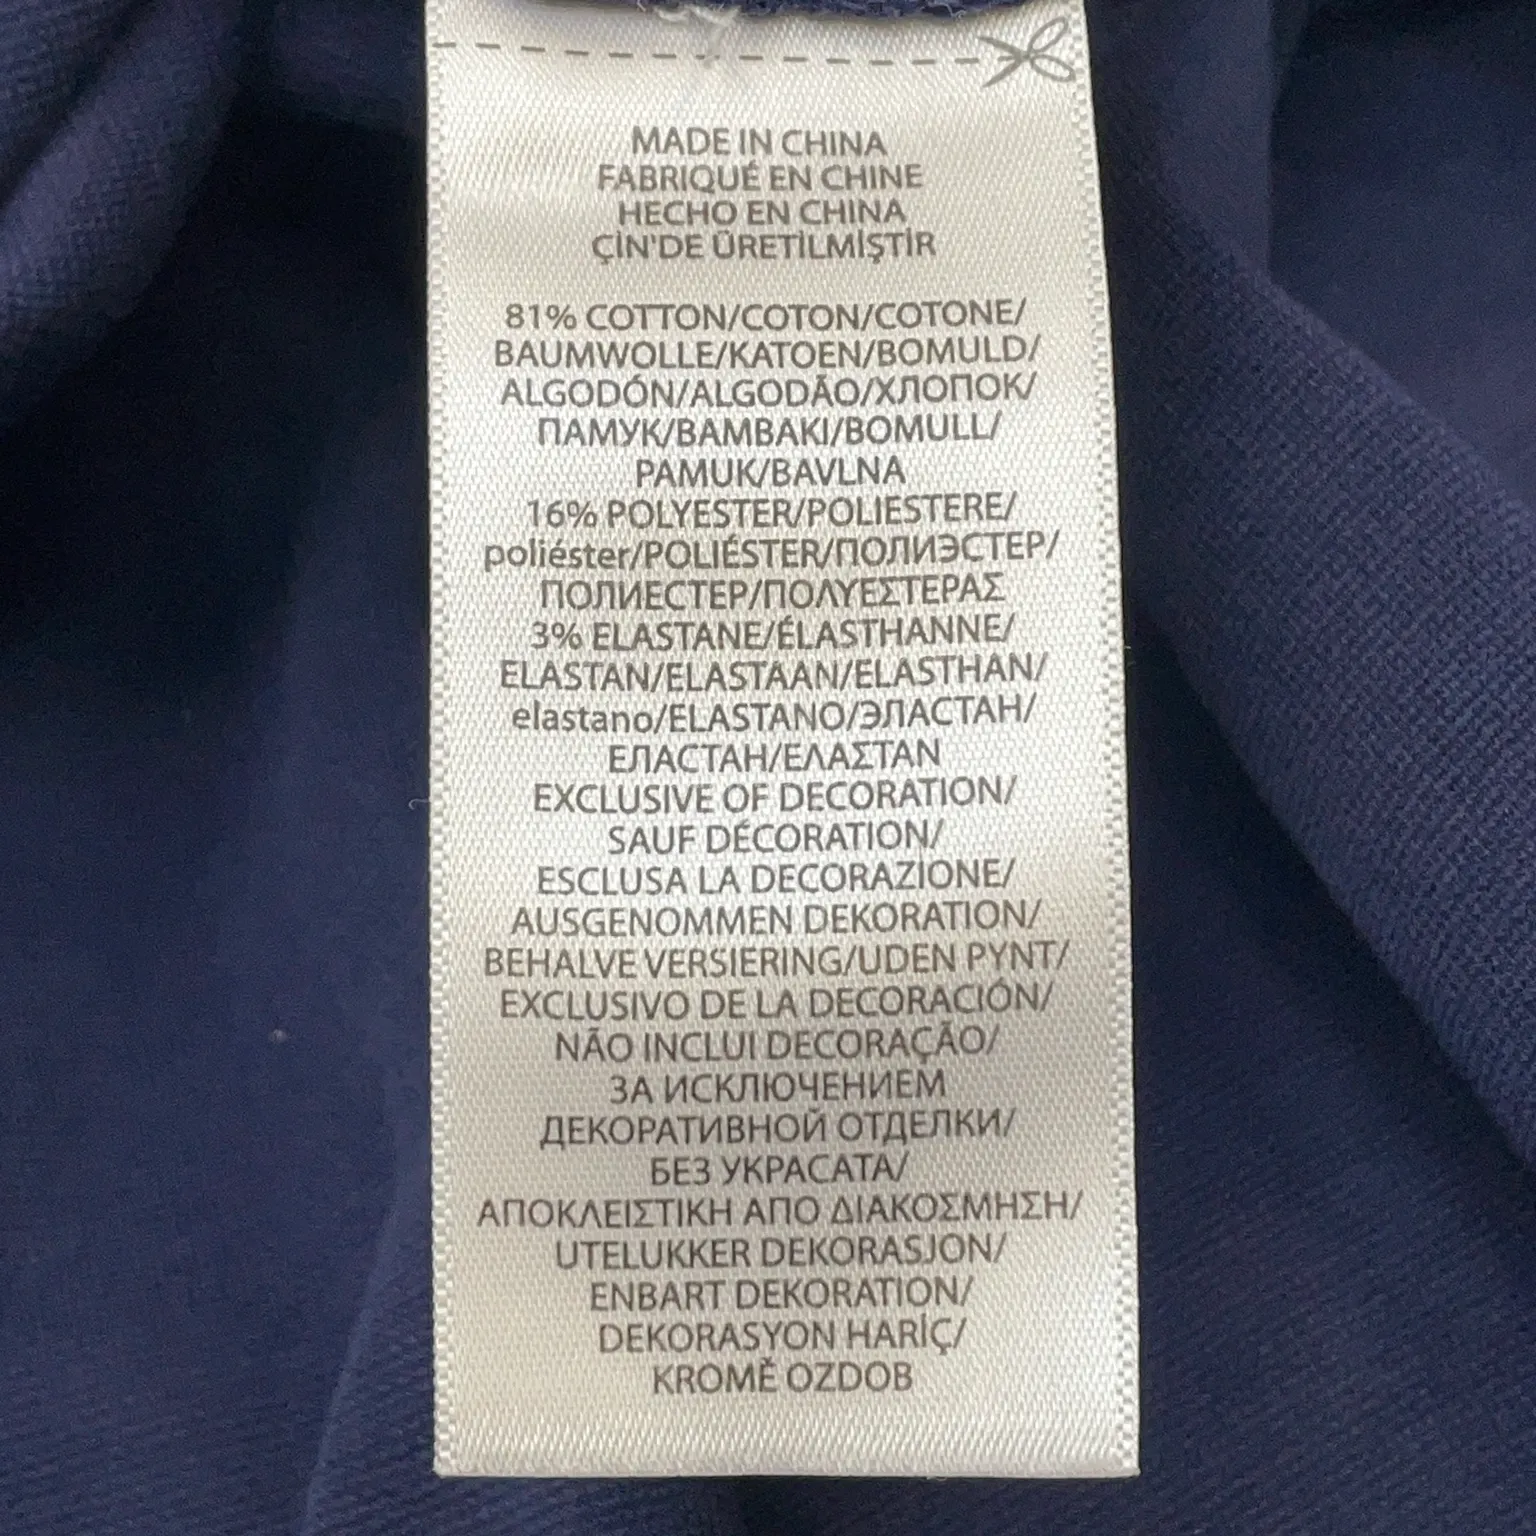 MADE IN CHINA
FABRIQUÉ EN CHINE
HECHO EN CHINA
ÇİN'DE ÜRETİLMİŞTİR
81% COTTON/COTON/COTONE/
BAUMWOLLE/KATOEN/BOMULD/
ALGODÓN/ALGODÃO/ХЛОПОК/
ПАМУК/BAMBAKI/BOMULL/
PAMUK/BAVLNA
16% POLYESTER/POLIESTERE/
poliéster/POLIÉSTER/ПОЛИЭСТЕР/
ПОЛИЕСТЕР/ΠΟΛΥΕΣΤΕΡΑΣ
3% ELASTANE/ÉLASTHANNE/
ELASTAN/ELASTAAN/ELASTHAN/
elastano/ELASTANO/ЭЛАСТАН/
ЕЛАСТАН/ΕΛΑΣΤΑΝ
EXCLUSIVE OF DECORATION/
SAUF DÉCORATION/
ESCLUSA LA DECORAZIONE/
AUSGENOMMEN DEKORATION/
BEHALVE VERSIERING/UDEN PYNT/
EXCLUSIVO DE LA DECORACIÓN/
NÃO INCLUI DECORAÇÃO/
ЗА ИСКЛЮЧЕНИЕМ
ДЕКОРАТИВНОЙ ОТДЕЛКИ/
БЕЗ УКРАСАТА/
ΑΠΟΚΛΕΙΣΤΙΚΗ ΑΠΟ ΔΙΑΚΟΣΜΗΣΗ/
UTELUKKER DEKORASJON/
ENBART DEKORATION/
DEKORASYON HARİÇ/
KROMĚ OZDOB